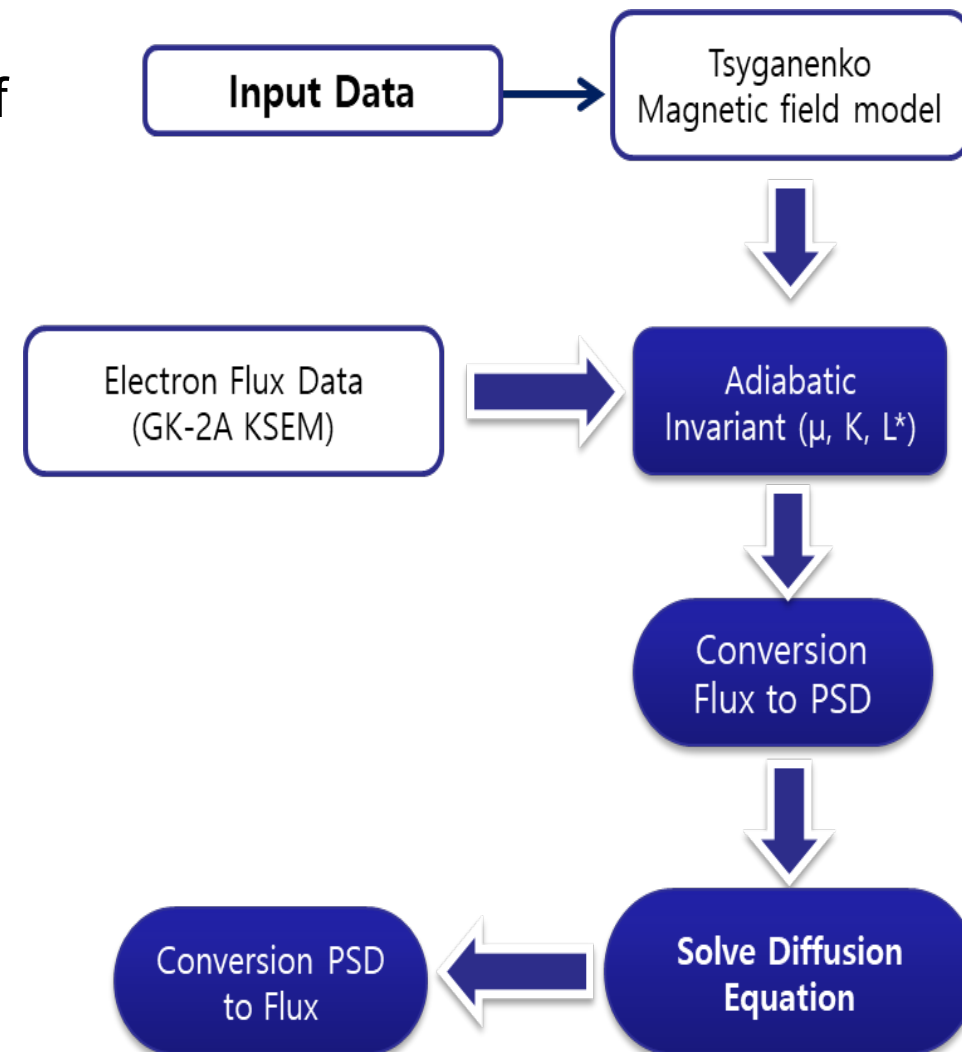 f
Input Data
Tsyganenko
Magnetic field model
Electron Flux Data
(GK-2A KSEM)
Adiabatic
Invariant (μ, K, L*)
Conversion
Flux to PSD
Solve Diffusion
Equation
Conversion PSD
to Flux